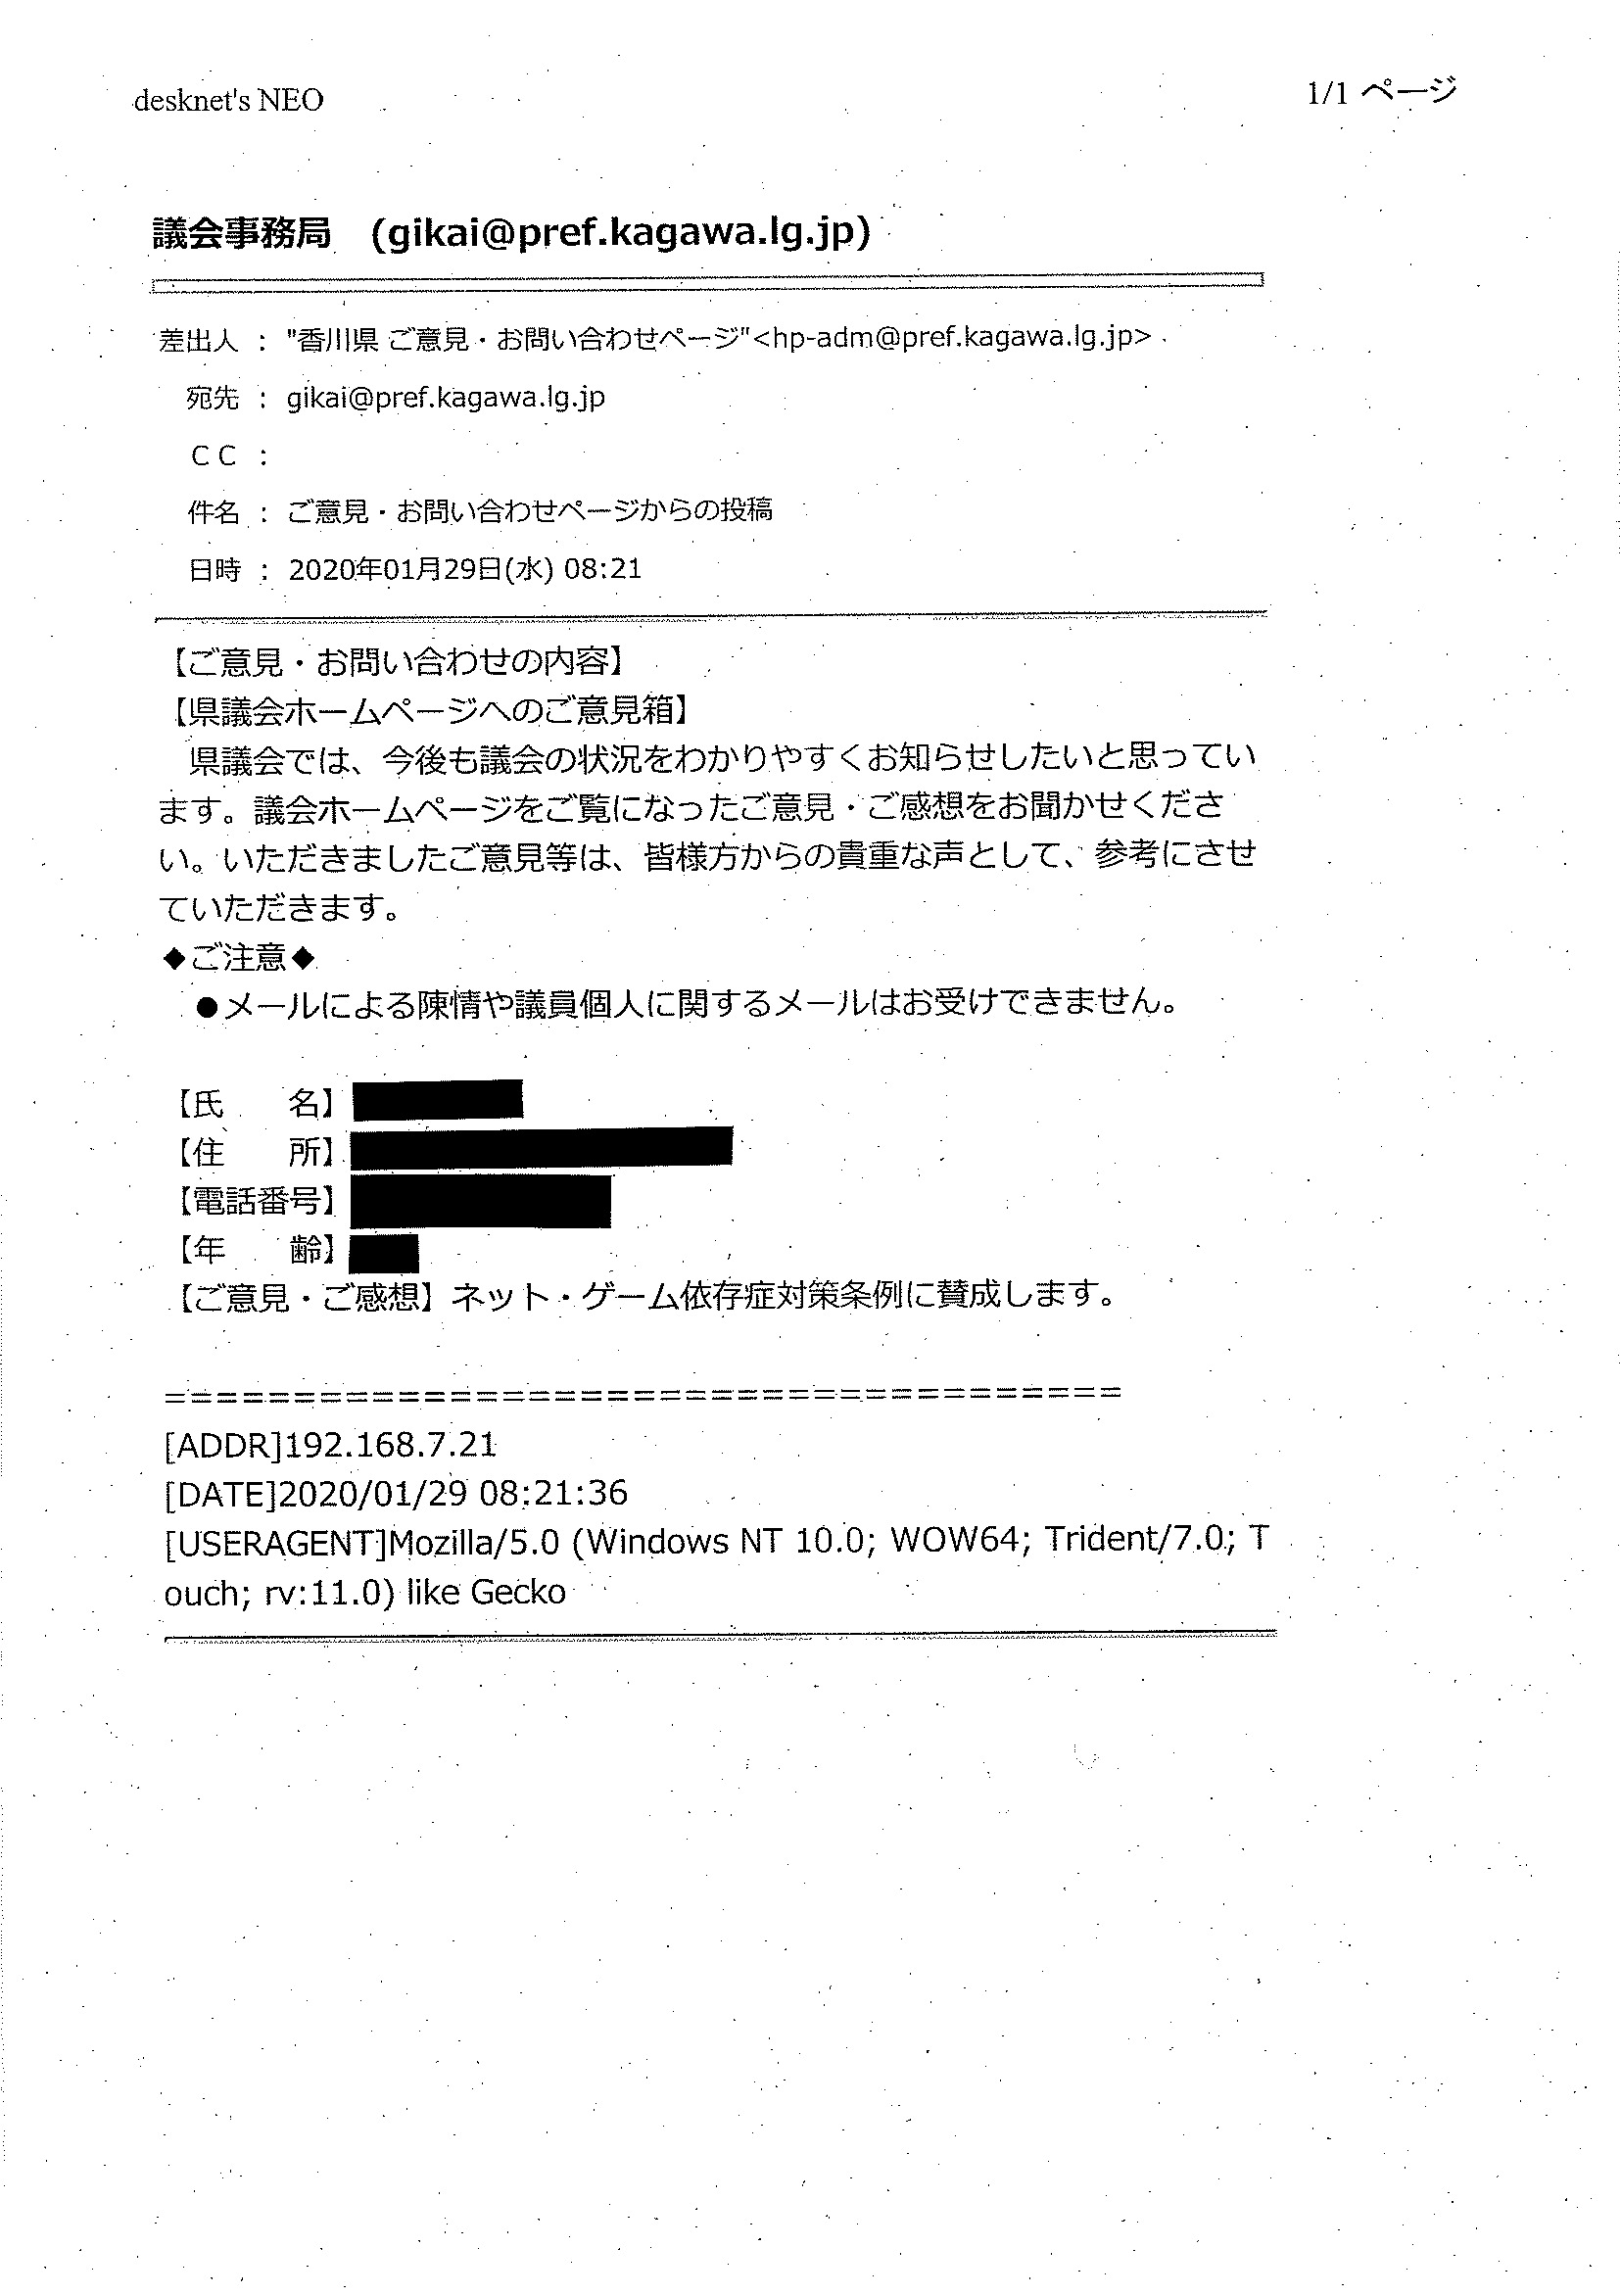 desknet's NEO
1/1 ページ
議会事務局 (gikai@pref.kagawa.lg.jp)
差出人 : "香川県 ご意見・お問い合わせページ"<hp-adm@pref.kagawa.lg.jp>
宛先 : gikai@pref.kagawa.lg.jp
CC :
件名 : ご意見・お問い合わせページからの投稿
日時 : 2020年01月29日(水) 08:21
【ご意見・お問い合わせの内容】
【県議会ホームページへのご意見箱】
　県議会では、今後も議会の状況をわかりやすくお知らせしたいと思ってい
ます。議会ホームページをご覧になったご意見・ご感想をお聞かせくださ
い。いただきましたご意見等は、皆様方からの貴重な声として、参考にさせ
ていただきます。
◆ご注意◆
　●メールによる陳情や議員個人に関するメールはお受けできません。
【氏　　名】
【住　　所】
【電話番号】
【年　　齢】
【ご意見・ご感想】ネット・ゲーム依存症対策条例に賛成します。
=====================================
[ADDR]192.168.7.21
[DATE]2020/01/29 08:21:36
[USERAGENT]Mozilla/5.0 (Windows NT 10.0; WOW64; Trident/7.0; T
ouch; rv:11.0) like Gecko